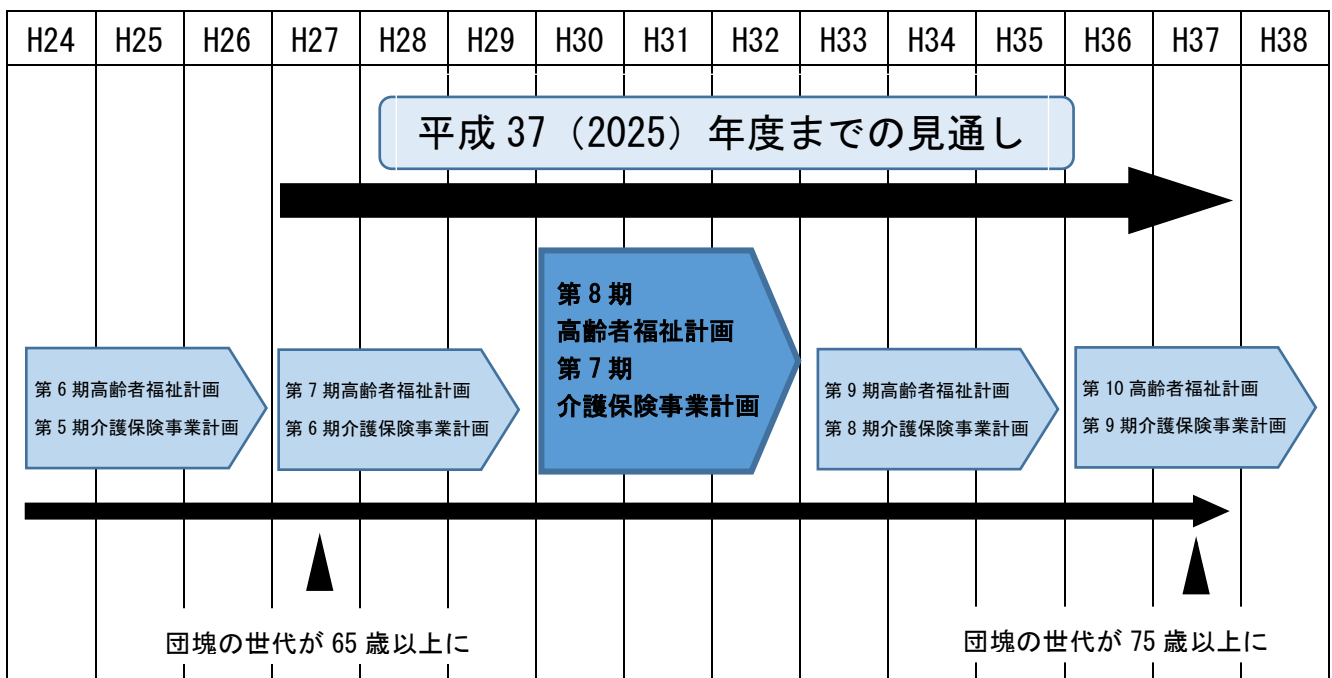 H24 H25 H26 H27 H28 H29 H30 H31 H32 H33 H34 H35 H36 H37 H38
平成 37（2025）年度までの見通し
第 6 期高齢者福祉計画
第 5 期介護保険事業計画
第 7 期高齢者福祉計画
第 6 期介護保険事業計画
第 8 期
高齢者福祉計画
第 7 期
介護保険事業計画
第 9 期高齢者福祉計画
第 8 期介護保険事業計画
第 10 高齢者福祉計画
第 9 期介護保険事業計画
団塊の世代が 65 歳以上に
団塊の世代が 75 歳以上に